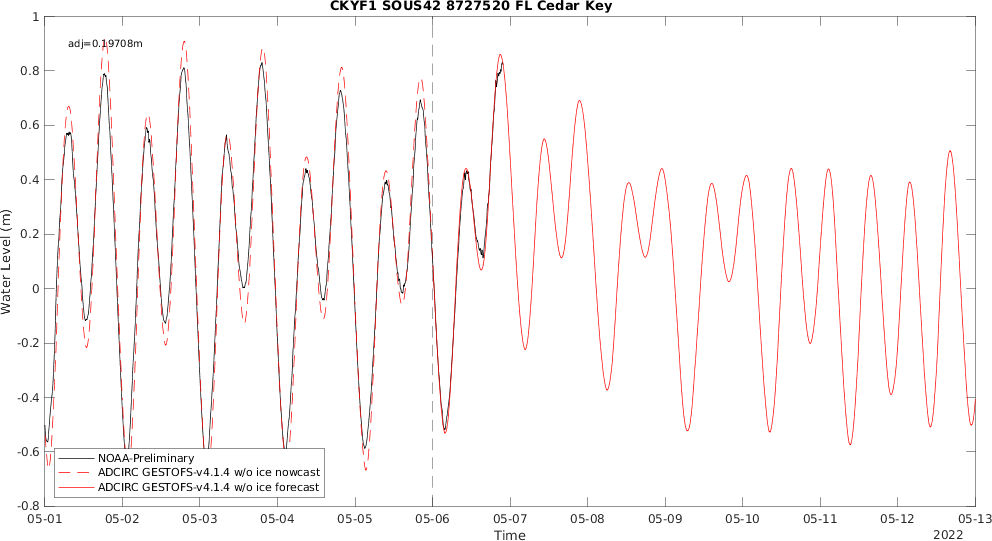 CKYF1 SOUS42 8727520 FL Cedar Key
adj=0.19708m
Water Level (m)
1
0.8
0.6
0.4
0.2
0
-0.2
-0.4
-0.6
-0.8
NOAA-Preliminary
ADCIRC GESTOFS-v4.1.4 w/o ice nowcast
ADCIRC GESTOFS-v4.1.4 w/o ice forecast
05-01 05-02 05-03 05-04 05-05 05-06 05-07 05-08 05-09 05-10 05-11 05-12 05-13
Time
2022